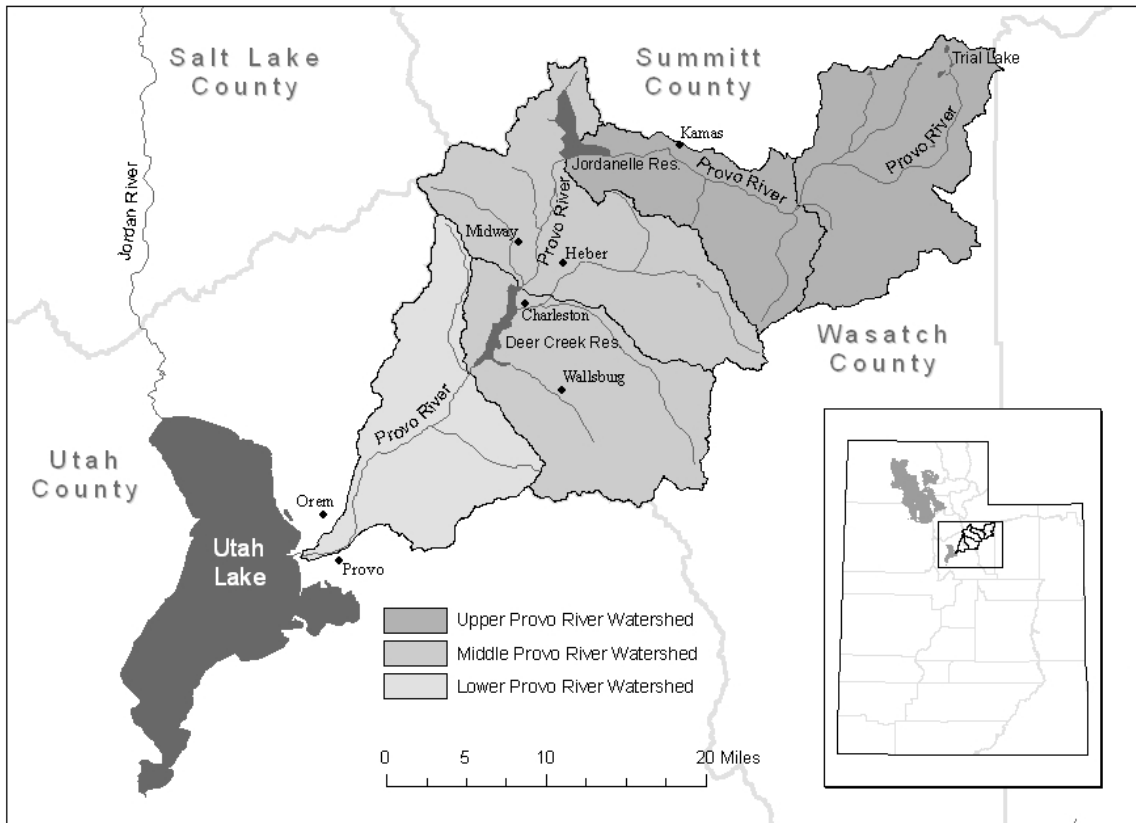 Salt Lake
County
Summitt
County
Trial Lake
Kamas
Provo River
Jordanelle Res.
Provo River
Jordan River
Provo River
Midway
Heber
Charleston
Deer Creek Res.
Wasatch
County
Wallsburg
Provo River
Utah
County
Orem
Utah
Lake
Provo
Upper Provo River Watershed
Middle Provo River Watershed
Lower Provo River Watershed
0 5 10 20 Miles